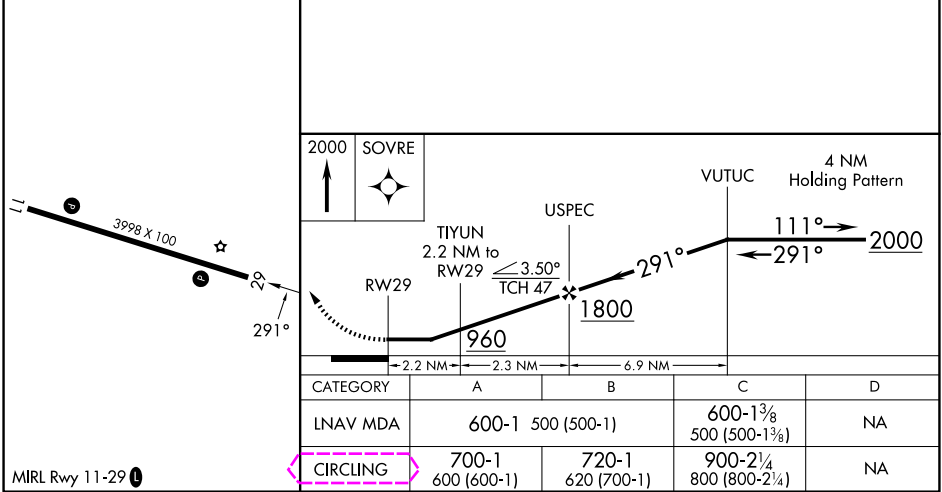 2000
SOVRE
VUTUC
4 NM
Holding Pattern
USPEC
111°
2000
291°
291°
TIYUN
2.2 NM to
RW29
3.50°
TCH 47
RW29
1800
960
2.2 NM
2.3 NM
6.9 NM
11
P
3998 X 100
P
29
291°
MIRL Rwy 11-29 L
CATEGORY A B C D
LNAV MDA 600-1 500 (500-1) 600-1⅜ 500 (500-1⅜) NA
CIRCLING 700-1 600 (600-1) 720-1 620 (700-1) 900-2¼ 800 (800-2¼) NA